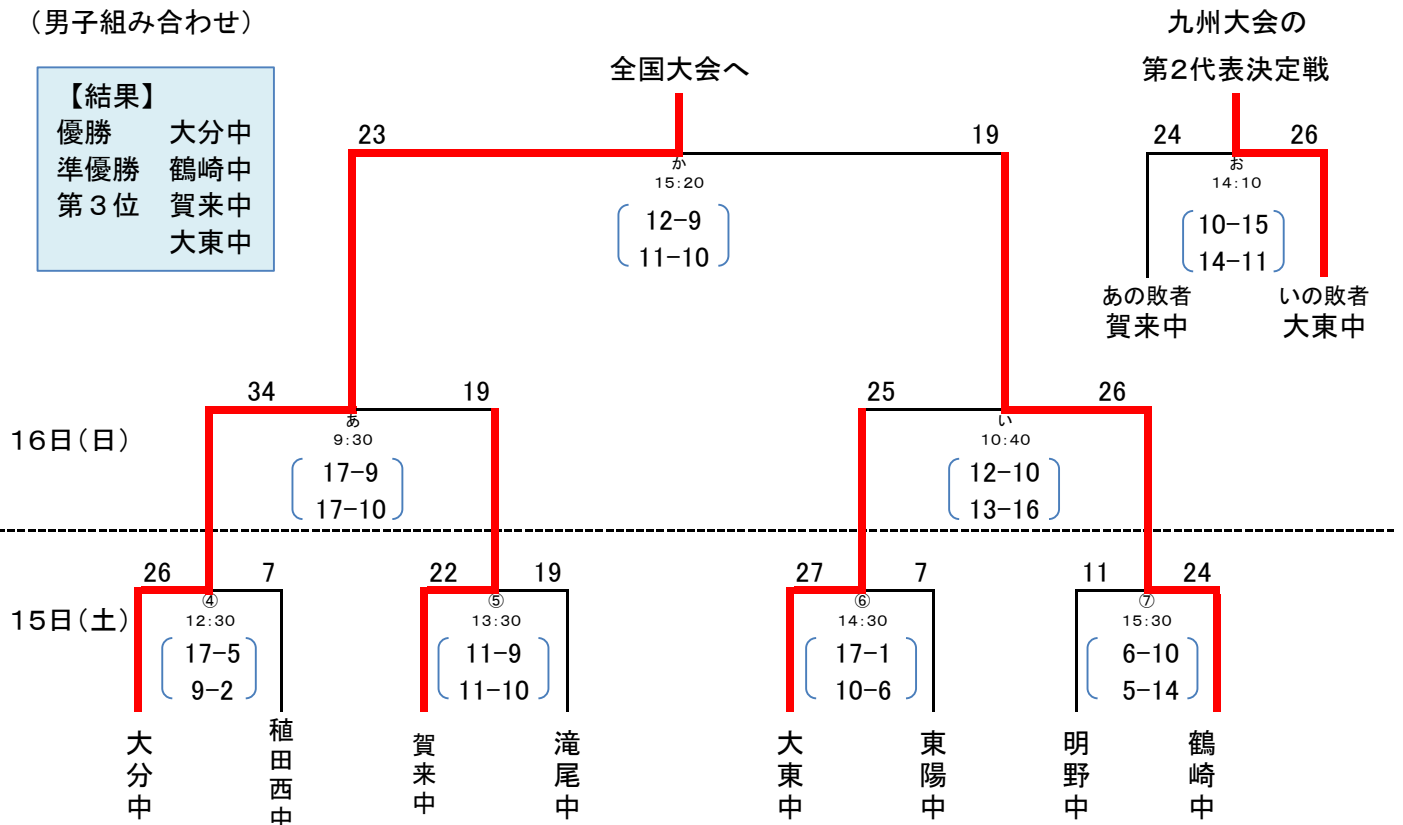 （男子組み合わせ）
【結果】
優勝　　大分中
準優勝　鶴崎中
第３位　賀来中
大東中
全国大会へ
九州大会の
第2代表決定戦
23
19
か
15:20
12-9
11-10
24
26
お
14:10
10-15
14-11
あの敗者
賀来中
いの敗者
大東中
16日（日）
34
19
あ
9:30
17-9
17-10
25
26
い
10:40
12-10
13-16
15日（土）
26
7
④
12:30
17-5
9-2
22
19
⑤
13:30
11-9
11-10
27
7
⑥
14:30
17-1
10-6
11
24
⑦
15:30
6-10
5-14
大分中
稙田西中
賀来中
滝尾中
大東中
東陽中
明野中
鶴崎中